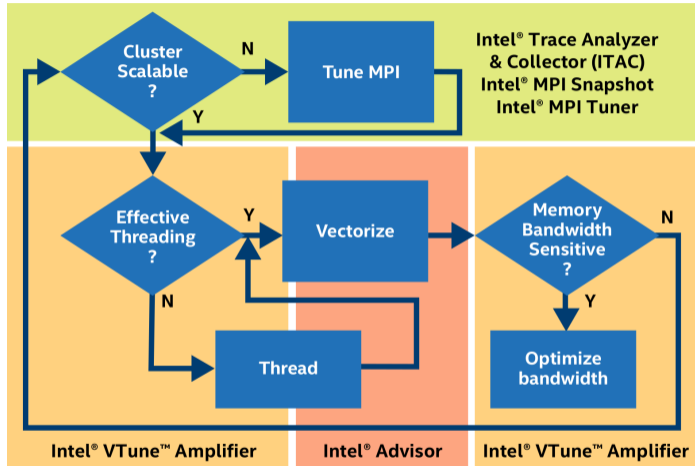 Cluster
Scalable
?
N
Tune MPI
Intel® Trace Analyzer
& Collector (ITAC)
Intel® MPI Snapshot
Intel® MPI Tuner
Y
Effective
Threading
?
Y
Vectorize
Memory
Bandwidth
Sensitive
?
N
N
Y
Thread
Optimize
bandwidth
Intel® VTune™ Amplifier
Intel® Advisor
Intel® VTune™ Amplifier